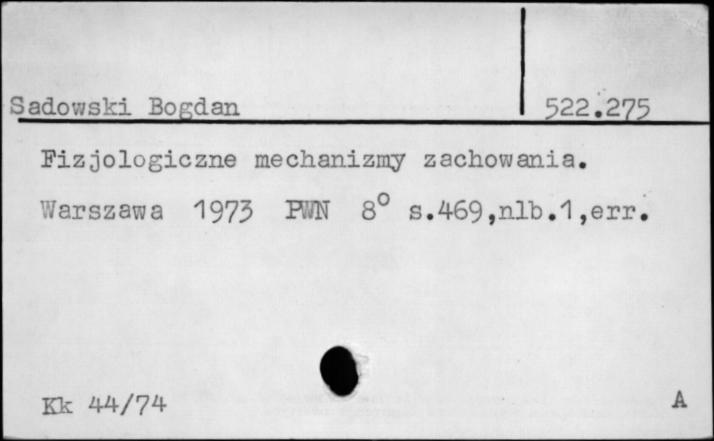 Sadowski Bogdan 522.275
Fizjologiczne mechanizmy zachowania.
Warszawa 1973 PWN 8° s.469,nlb.1,err.
Kk 44/74 A